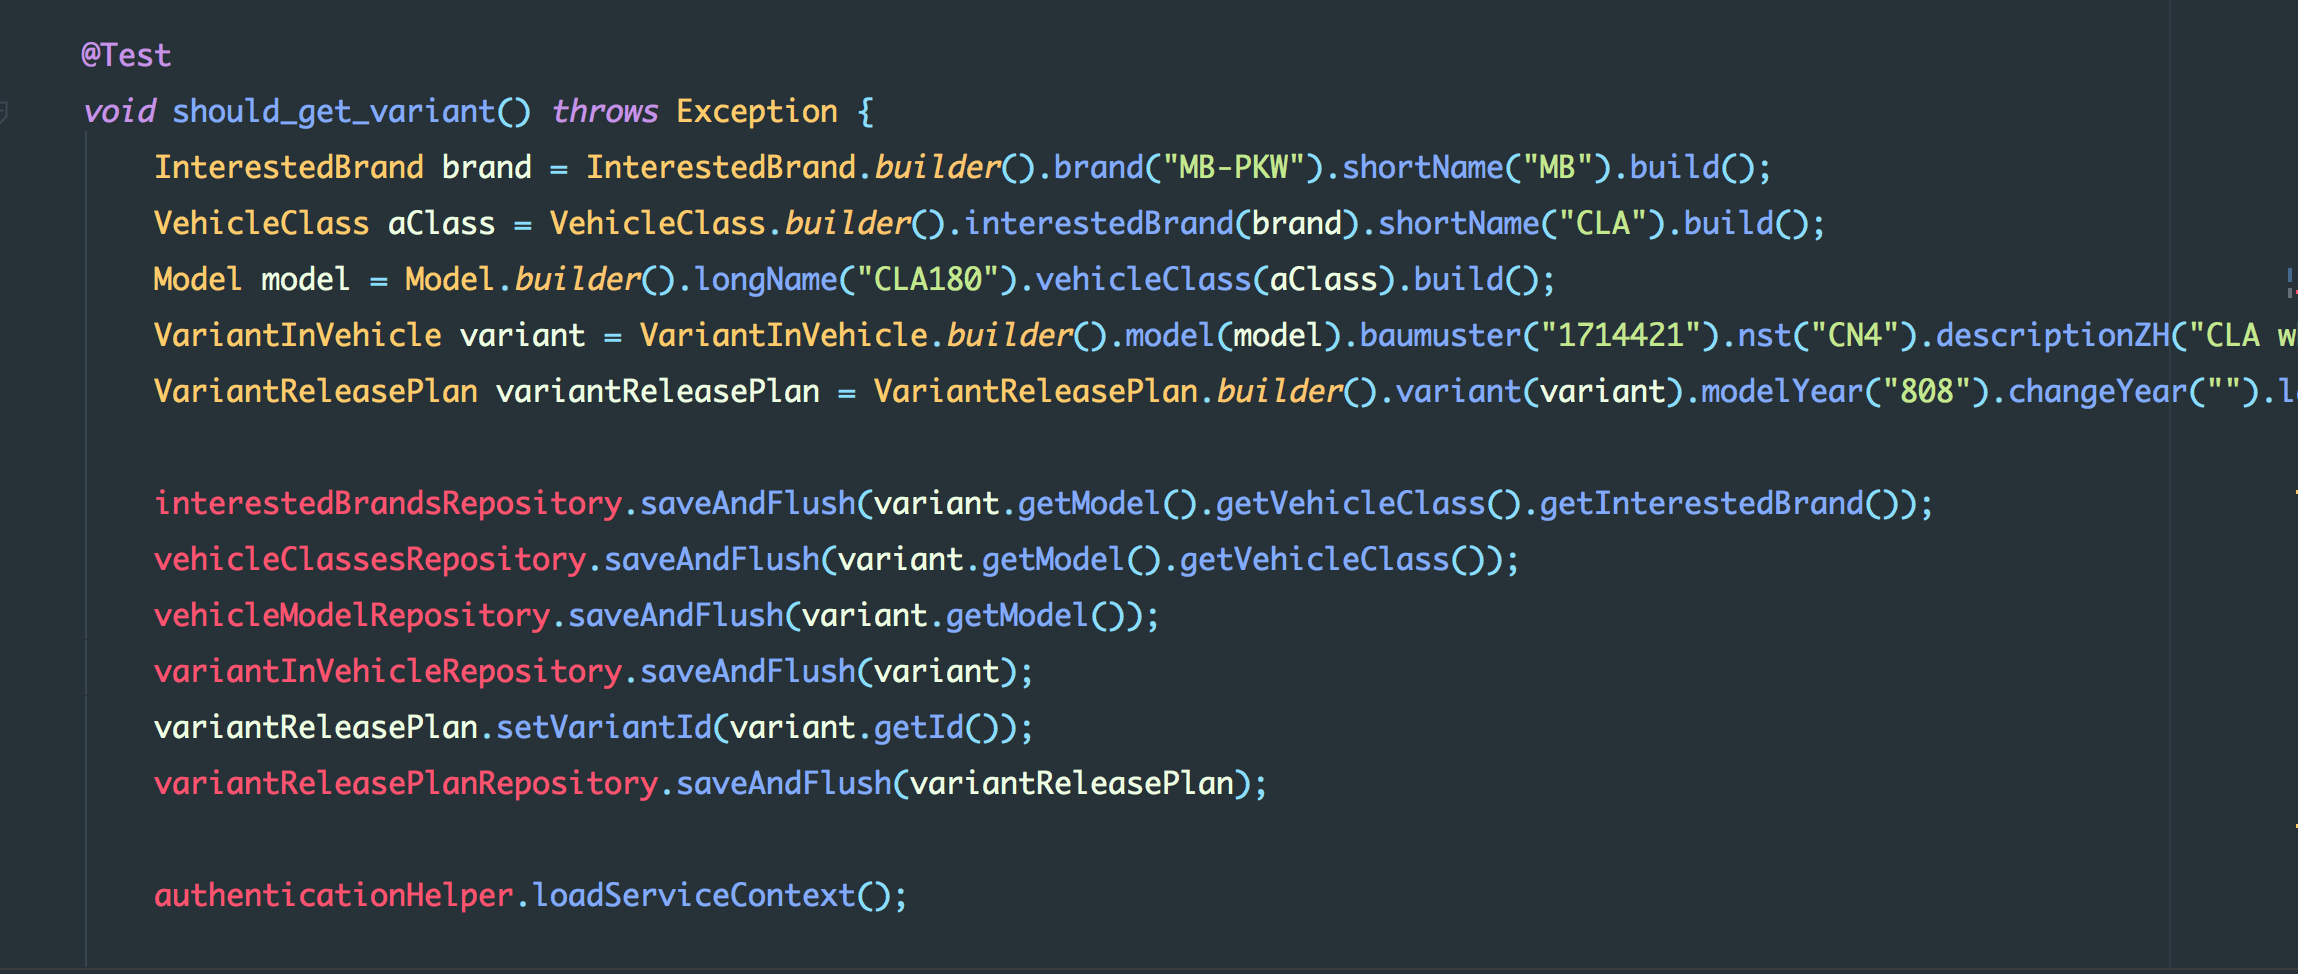 @Test
void should_get_variant() throws Exception {
InterestedBrand brand = InterestedBrand.builder().brand("MB-PKW").shortName("MB").build();
VehicleClass aClass = VehicleClass.builder().interestedBrand(brand).shortName("CLA").build();
Model model = Model.builder().longName("CLA180").vehicleClass(aClass).build();
VariantInVehicle variant = VariantInVehicle.builder().model(model).baumuster("1714421").nst("CN4").descriptionZH("CLA
VariantReleasePlan variantReleasePlan = VariantReleasePlan.builder().variant(variant).modelYear("808").changeYear("").
interestedBrandsRepository.saveAndFlush(variant.getModel().getVehicleClass().getInterestedBrand());
vehicleClassesRepository.saveAndFlush(variant.getModel().getVehicleClass());
vehicleModelRepository.saveAndFlush(variant.getModel());
variantInVehicleRepository.saveAndFlush(variant);
variantReleasePlan.setVariantId(variant.getId());
variantReleasePlanRepository.saveAndFlush(variantReleasePlan);
authenticationHelper.loadServiceContext();